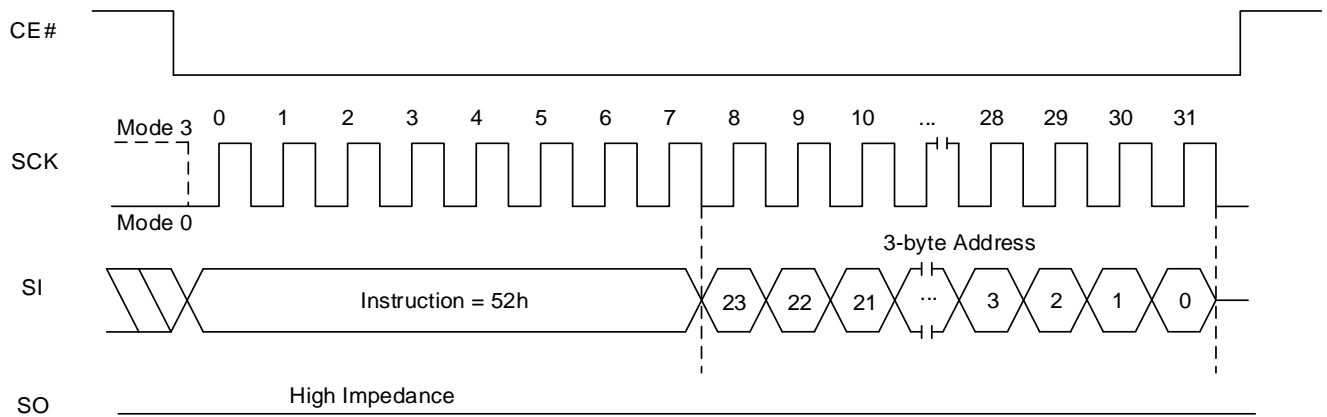 CE#
0 1 2 3 4 5 6 7 8 9 10 ... 28 29 30 31
Mode 3
SCK
Mode 0
3-byte Address
SI
Instruction = 52h 23 22 21 ... 3 2 1 0
High Impedance
SO